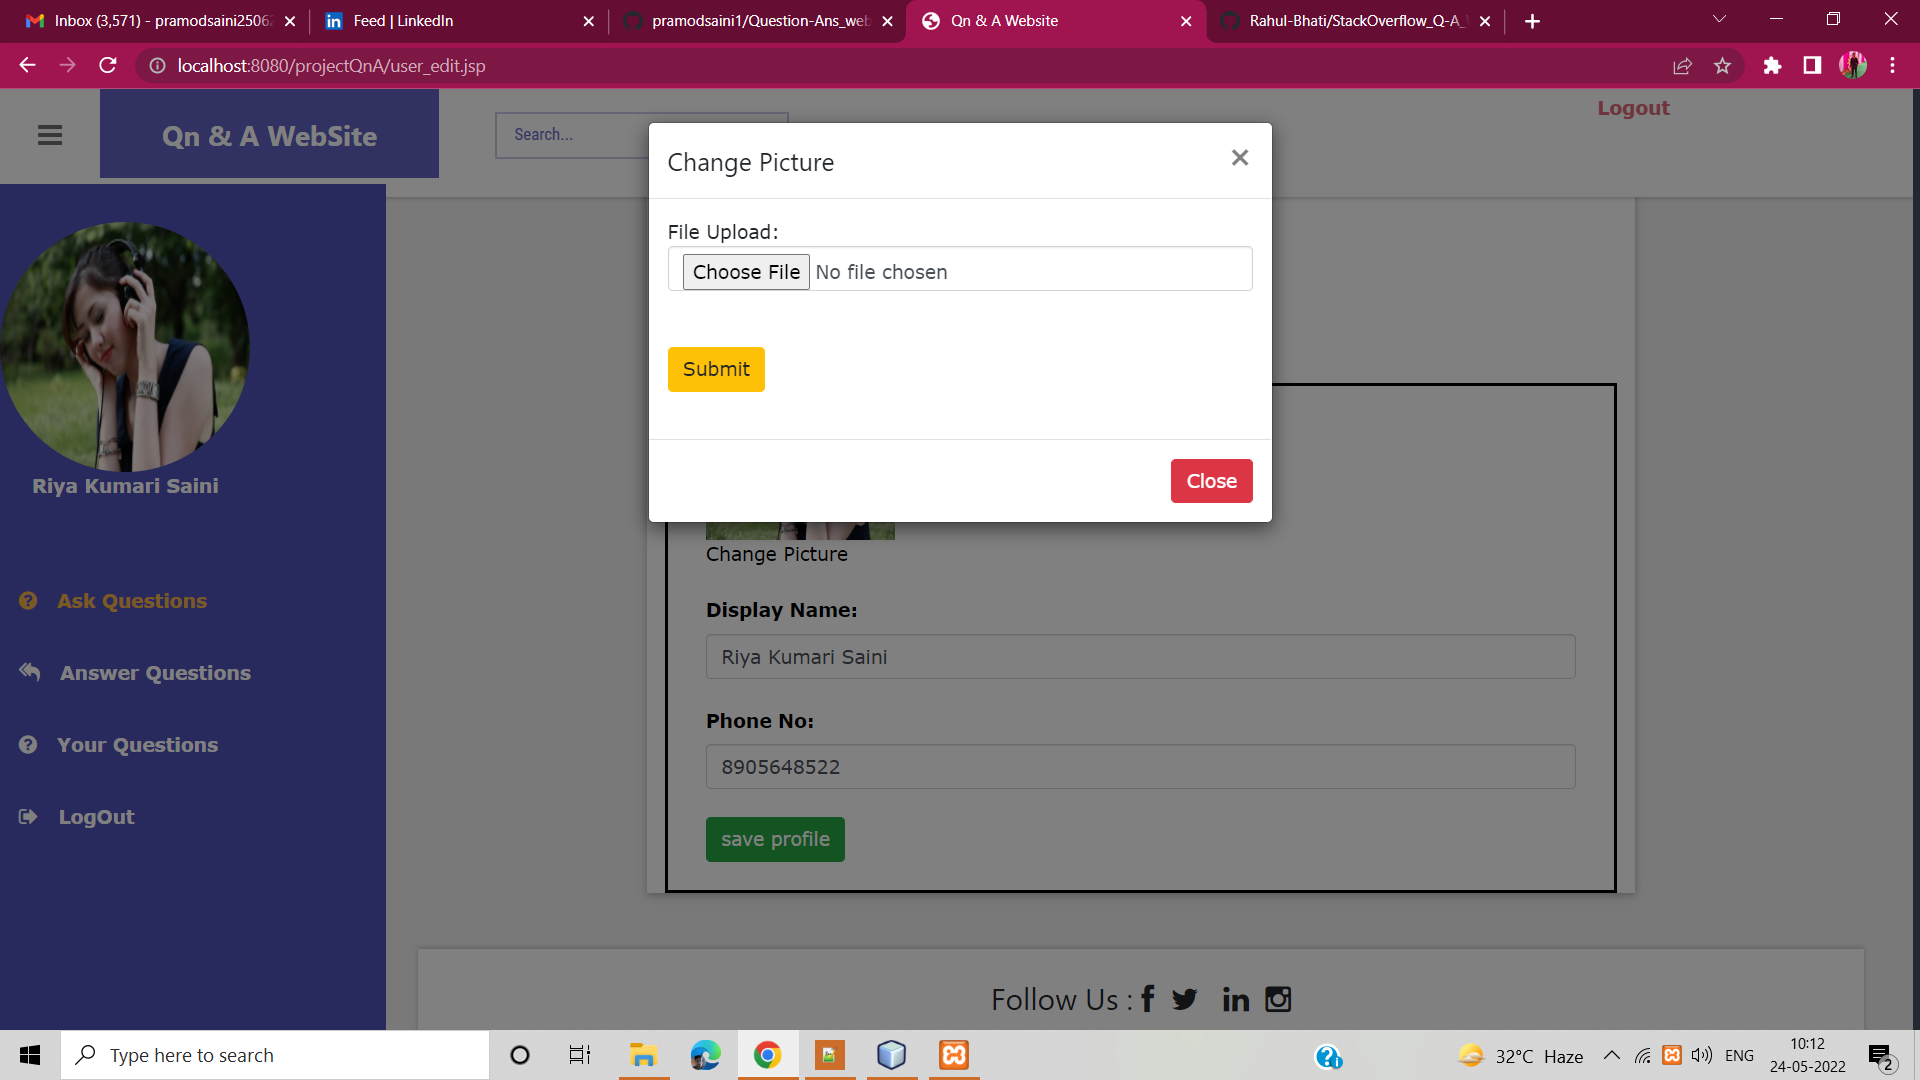 Inbox (3,571) - pramodsaini2506
Feed | LinkedIn
pramodsaini1/Question-Ans_web
Qn & A Website
Rahul-Bhati/StackOverflow_Q-A_
localhost:8080/projectQnA/user_edit.jsp
Qn & A WebSite
Search...
Logout
Change Picture
File Upload:
Choose File No file chosen
Submit
Close
Riya Kumari Saini
Ask Questions
Answer Questions
Your Questions
LogOut
Change Picture
Display Name:
Riya Kumari Saini
Phone No:
8905648522
save profile
Follow Us :
Type here to search
32°C Haze
ENG
10:12
24-05-2022
2